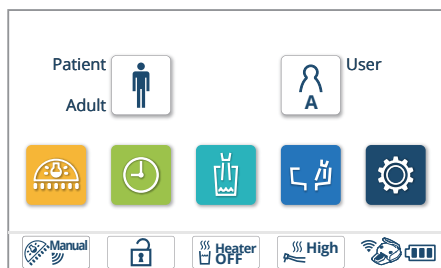 Patient
Adult
User
A
Manual
Heater
OFF
High